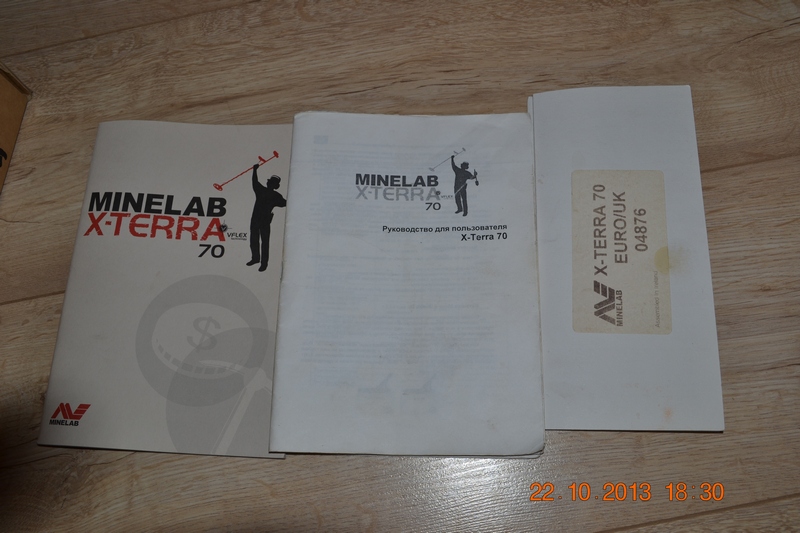 MINELAB
X-TERRA
VFLEX
70
$
MINELAB
MINELAB
X-TERRA
70
Руководство для пользователя
X-Terra 70
MINELAB
X-TERRA 70
EURO/UK
04876
22.10.2013 18:30